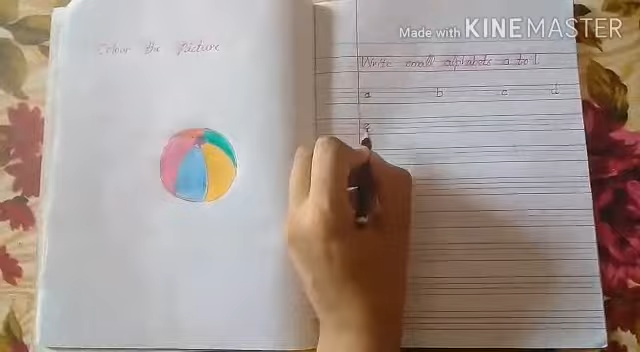 Made with KINEMASTER
Colour the Picture
Write small alphabets a to l
a b c d
e